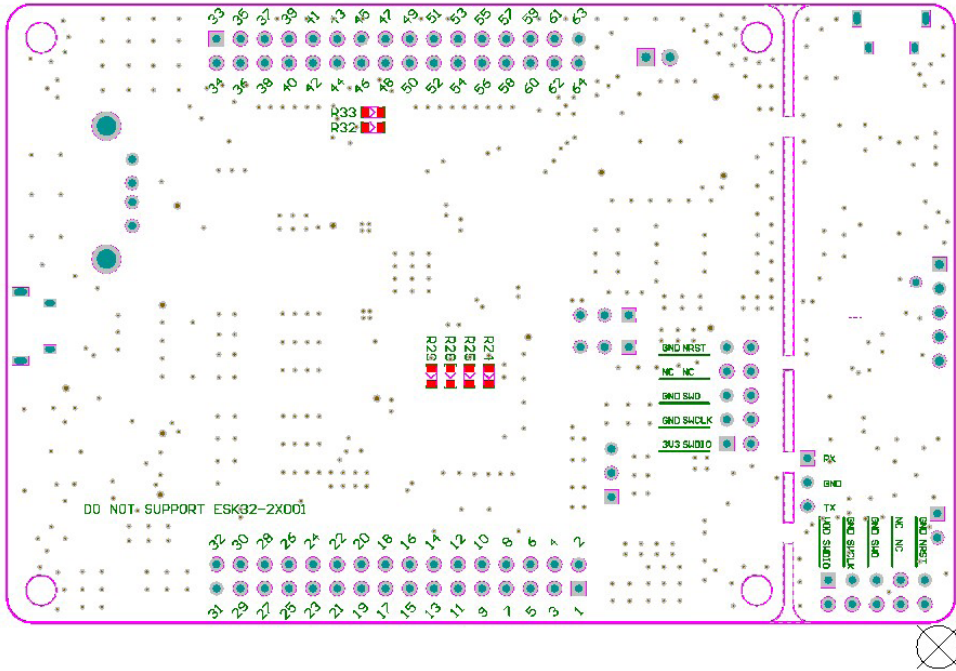 33 35 37 39 41 43 45 47 49 51 53 55 57 59 61 63
34 36 38 40 42 44 46 48 50 52 54 56 58 60 62 64
R33
R32
R29 R28 R25 R24
GND NRST
NC NC
GND SWO
GND SWCLK
3V3 SWDIO
RX
GND
TX
DO NOT SUPPORT ESK32-2XD01
VDD SWDIO
GND SWCLK
GND SWO
NC NC
GND NRST
32 30 28 26 24 22 20 18 16 14 12 10 8 6 4 2
31 29 27 25 23 21 19 17 15 13 11 9 7 5 3 1